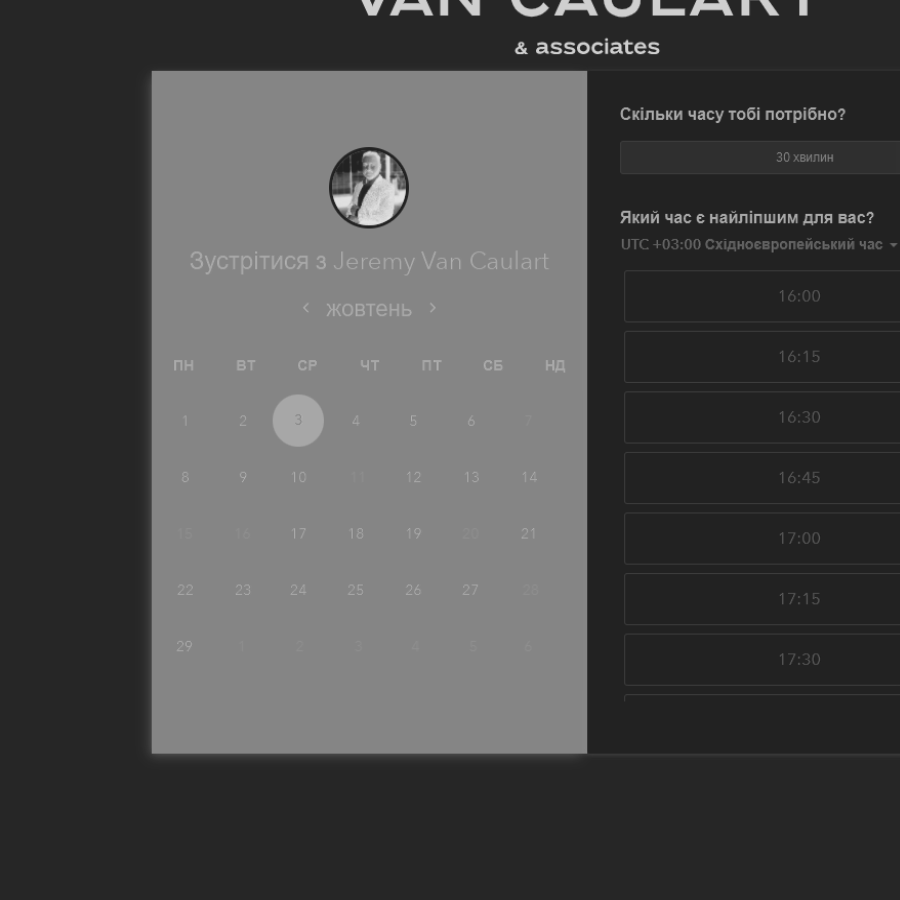 VAN CAULART
& associates
Зустрітися з Jeremy Van Caulart
жовтень
ПН ВТ СР ЧТ ПТ СБ НД
1 2 3 4 5 6 7
8 9 10 11 12 13 14
15 16 17 18 19 20 21
22 23 24 25 26 27 28
29 1 2 3 4 5 6
Скільки часу тобі потрібно?
30 хвилин
Який час є найліпшим для вас?
UTC +03:00 Східноєвропейський час
16:00
16:15
16:30
16:45
17:00
17:15
17:30